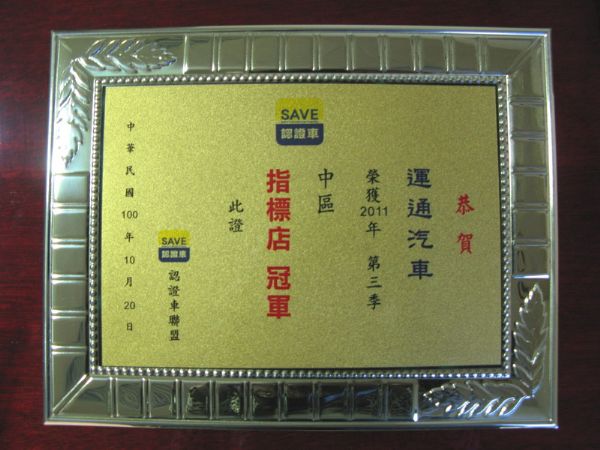 恭賀
運通汽車
榮獲2011年 第三季
SAVE
認證車
中區
指標店 冠軍
此證
SAVE
認證車
認證車聯盟
中華民國100年10月20日